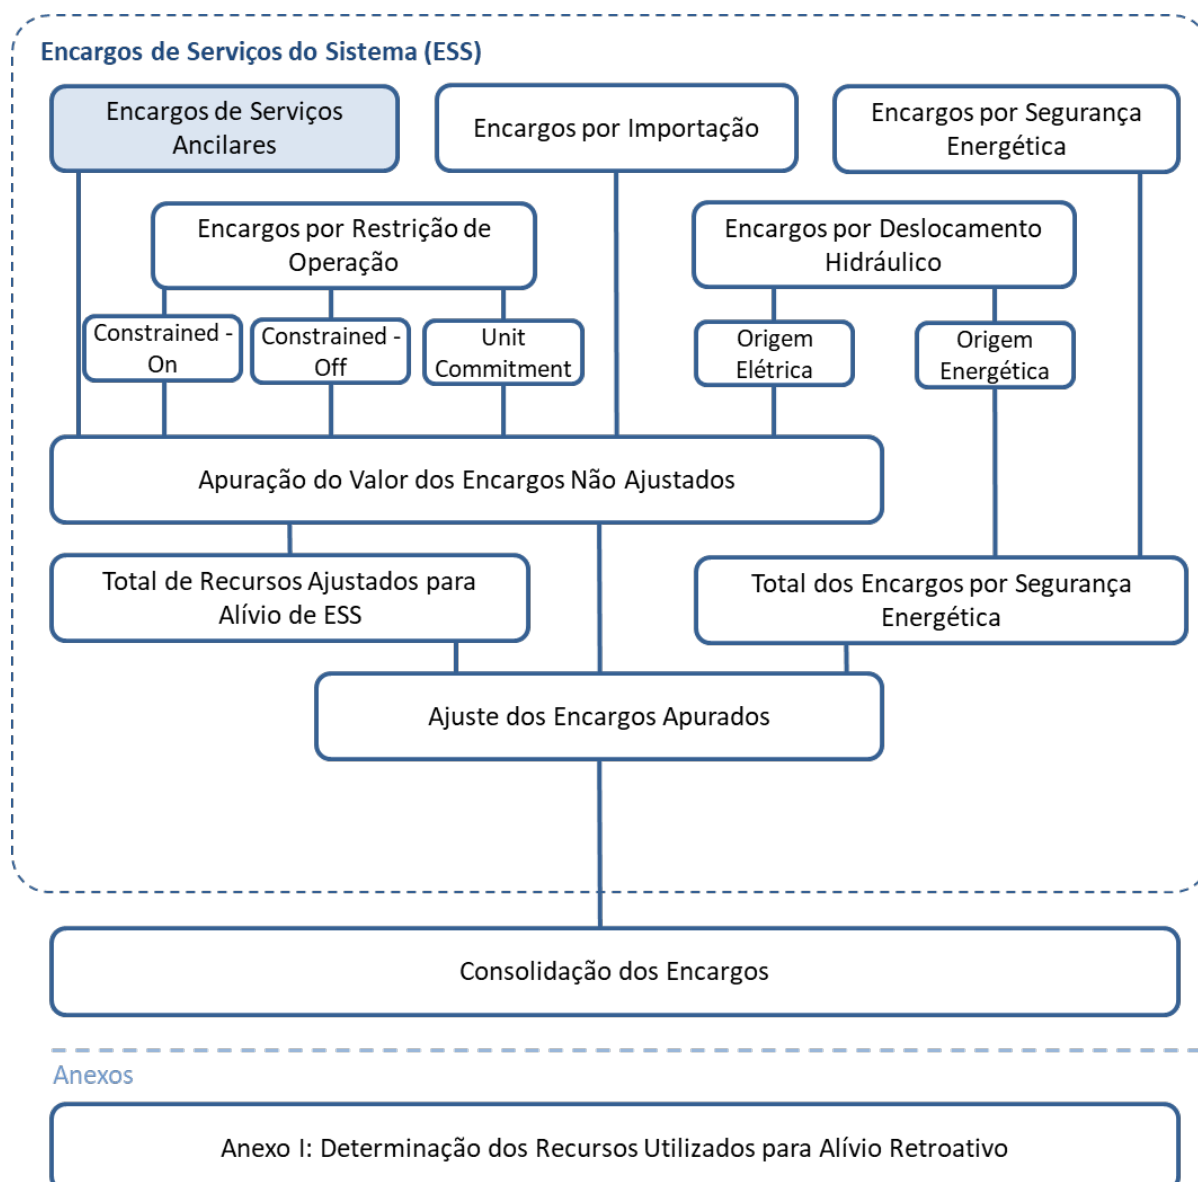 Encargos de Serviços do Sistema (ESS)
Encargos de Serviços
Ancilares
Encargos por Importação
Encargos por Segurança
Energética
Encargos por Restrição de
Operação
Encargos por Deslocamento
Hidráulico
Constrained -
On
Constrained -
Off
Unit
Commitment
Origem
Elétrica
Origem
Energética
Apuração do Valor dos Encargos Não Ajustados
Total de Recursos Ajustados para
Alívio de ESS
Total dos Encargos por Segurança
Energética
Ajuste dos Encargos Apurados
Consolidação dos Encargos
Anexos
Anexo I: Determinação dos Recursos Utilizados para Alívio Retroativo